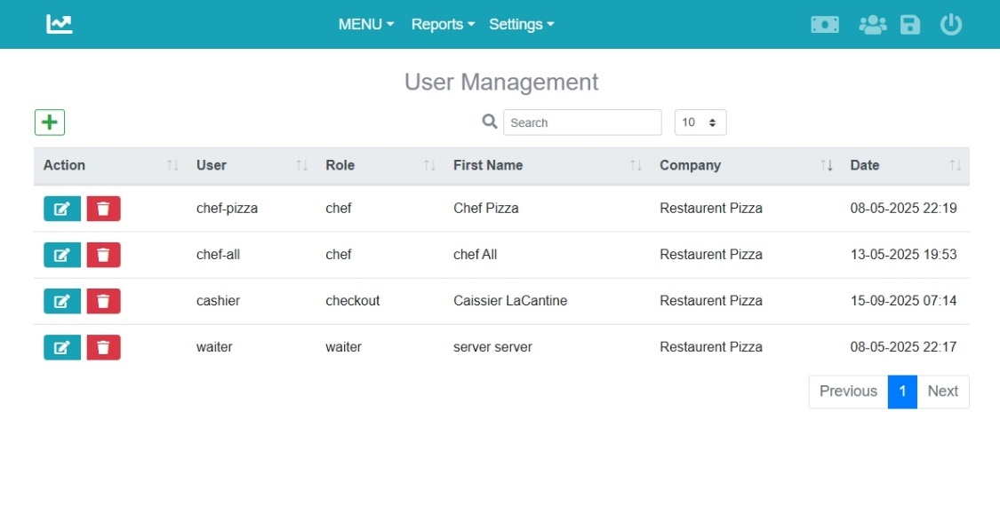 MENU Reports Settings
User Management
Search 10
Action User Role First Name Company Date
chef-pizza chef Chef Pizza Restaurent Pizza 08-05-2025 22:19
chef-all chef chef All Restaurent Pizza 13-05-2025 19:53
cashier checkout Caissier LaCantine Restaurent Pizza 15-09-2025 07:14
waiter waiter server server Restaurent Pizza 08-05-2025 22:17
Previous 1 Next